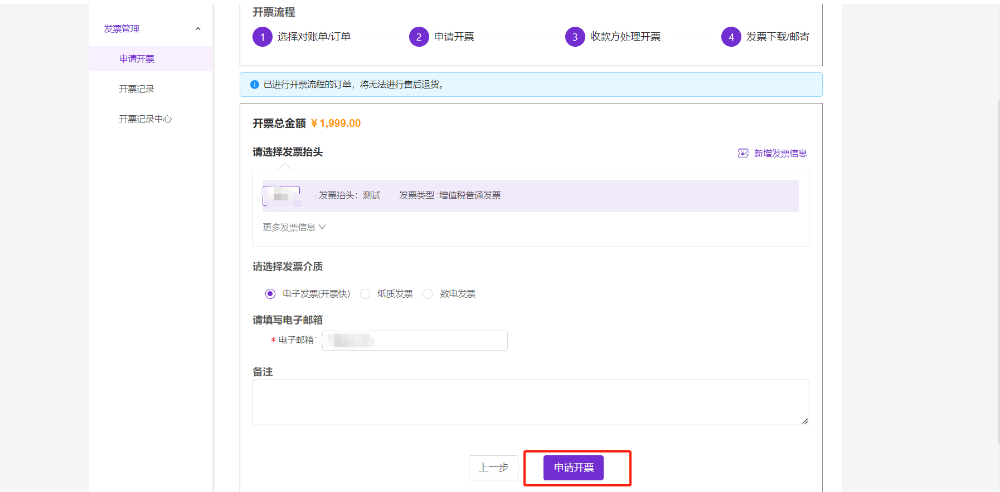 发票管理
申请开票
开票记录
开票记录中心
开票流程
1 选择对账单/订单 2 申请开票 3 收款方处理开票 4 发票下载/邮寄
已进行开票流程的订单，将无法进行售后退货。
开票总金额 ¥ 1,999.00
请选择发票抬头 新增发票信息
发票抬头：测试 发票类型 :增值税普通发票
更多发票信息
请选择发票介质
电子发票(开票快) 纸质发票 数电发票
请填写电子邮箱
* 电子邮箱:
备注
上一步 申请开票